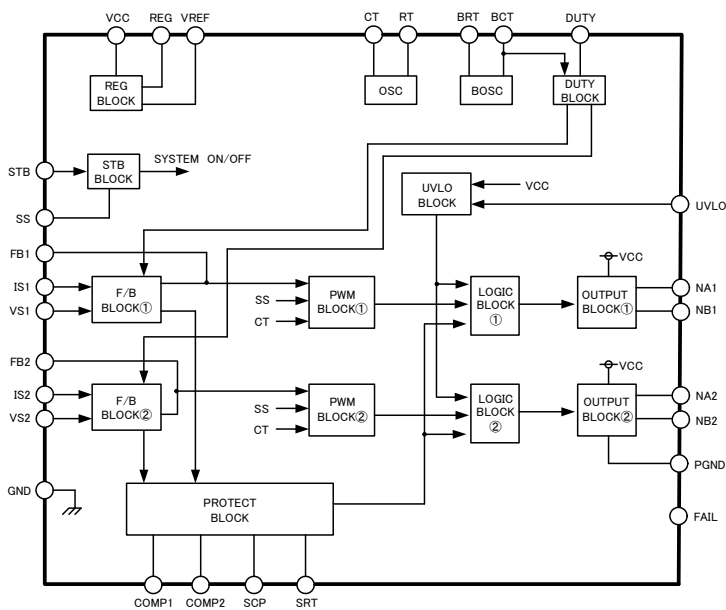 VCC REG VREF CT RT BRT BCT DUTY
REG
BLOCK
OSC
BOSC
DUTY
BLOCK
STB
STB
BLOCK
SYSTEM ON/OFF
UVLO
BLOCK
VCC
UVLO
SS
FB1
IS1
VS1
F/B
BLOCK①
SS
CT
PWM
BLOCK①
LOGIC
BLOCK
①
VCC
OUTPUT
BLOCK①
NA1
NB1
FB2
IS2
VS2
F/B
BLOCK②
SS
CT
PWM
BLOCK②
LOGIC
BLOCK
②
VCC
OUTPUT
BLOCK②
NA2
NB2
PGND
GND
PROTECT
BLOCK
FAIL
COMP1 COMP2 SCP SRT